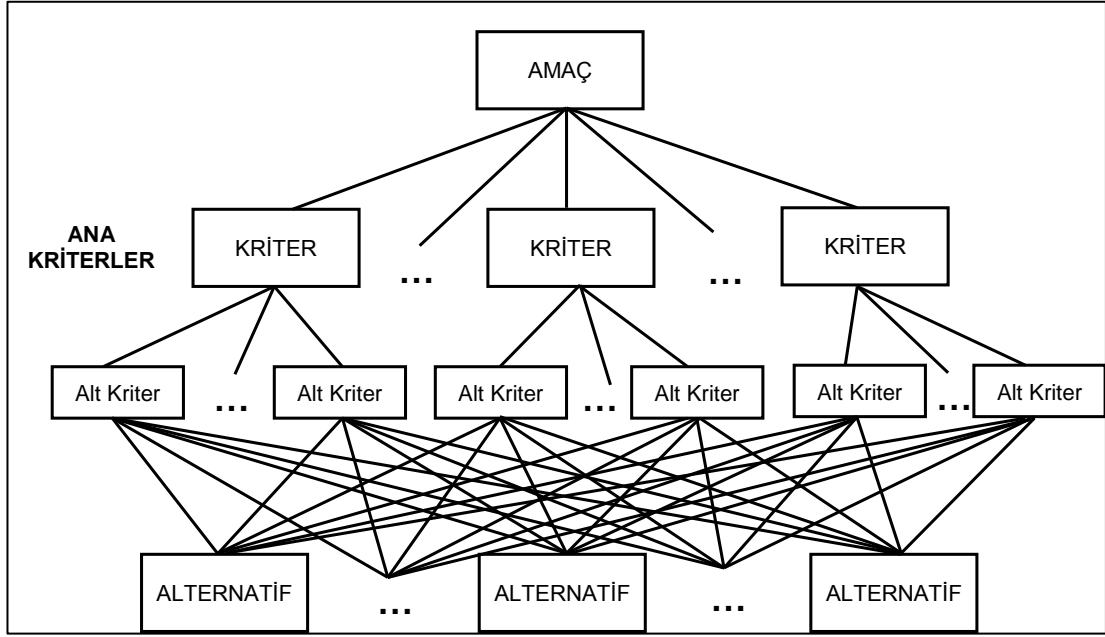 AMAÇ
ANA
KRİTERLER
KRİTER
...
KRİTER
...
KRİTER
Alt Kriter
...
Alt Kriter
Alt Kriter
...
Alt Kriter
Alt Kriter
...
Alt Kriter
ALTERNATİF
...
ALTERNATİF
...
ALTERNATİF